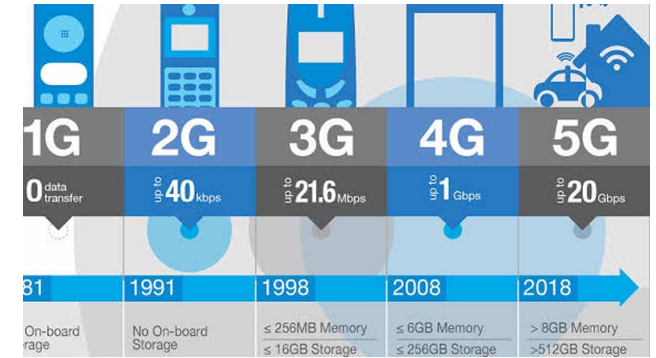 1G
2G
3G
4G
5G
0 data transfer
up to 40 kbps
up to 21.6 Mbps
up to 1 Gbps
up to 20 Gbps
81
1991
1998
2008
2018
On-board
rage
No On-board
Storage
≤ 256MB Memory
≤ 16GB Storage
≤ 6GB Memory
≤ 256GB Storage
> 8GB Memory
>512GB Storage